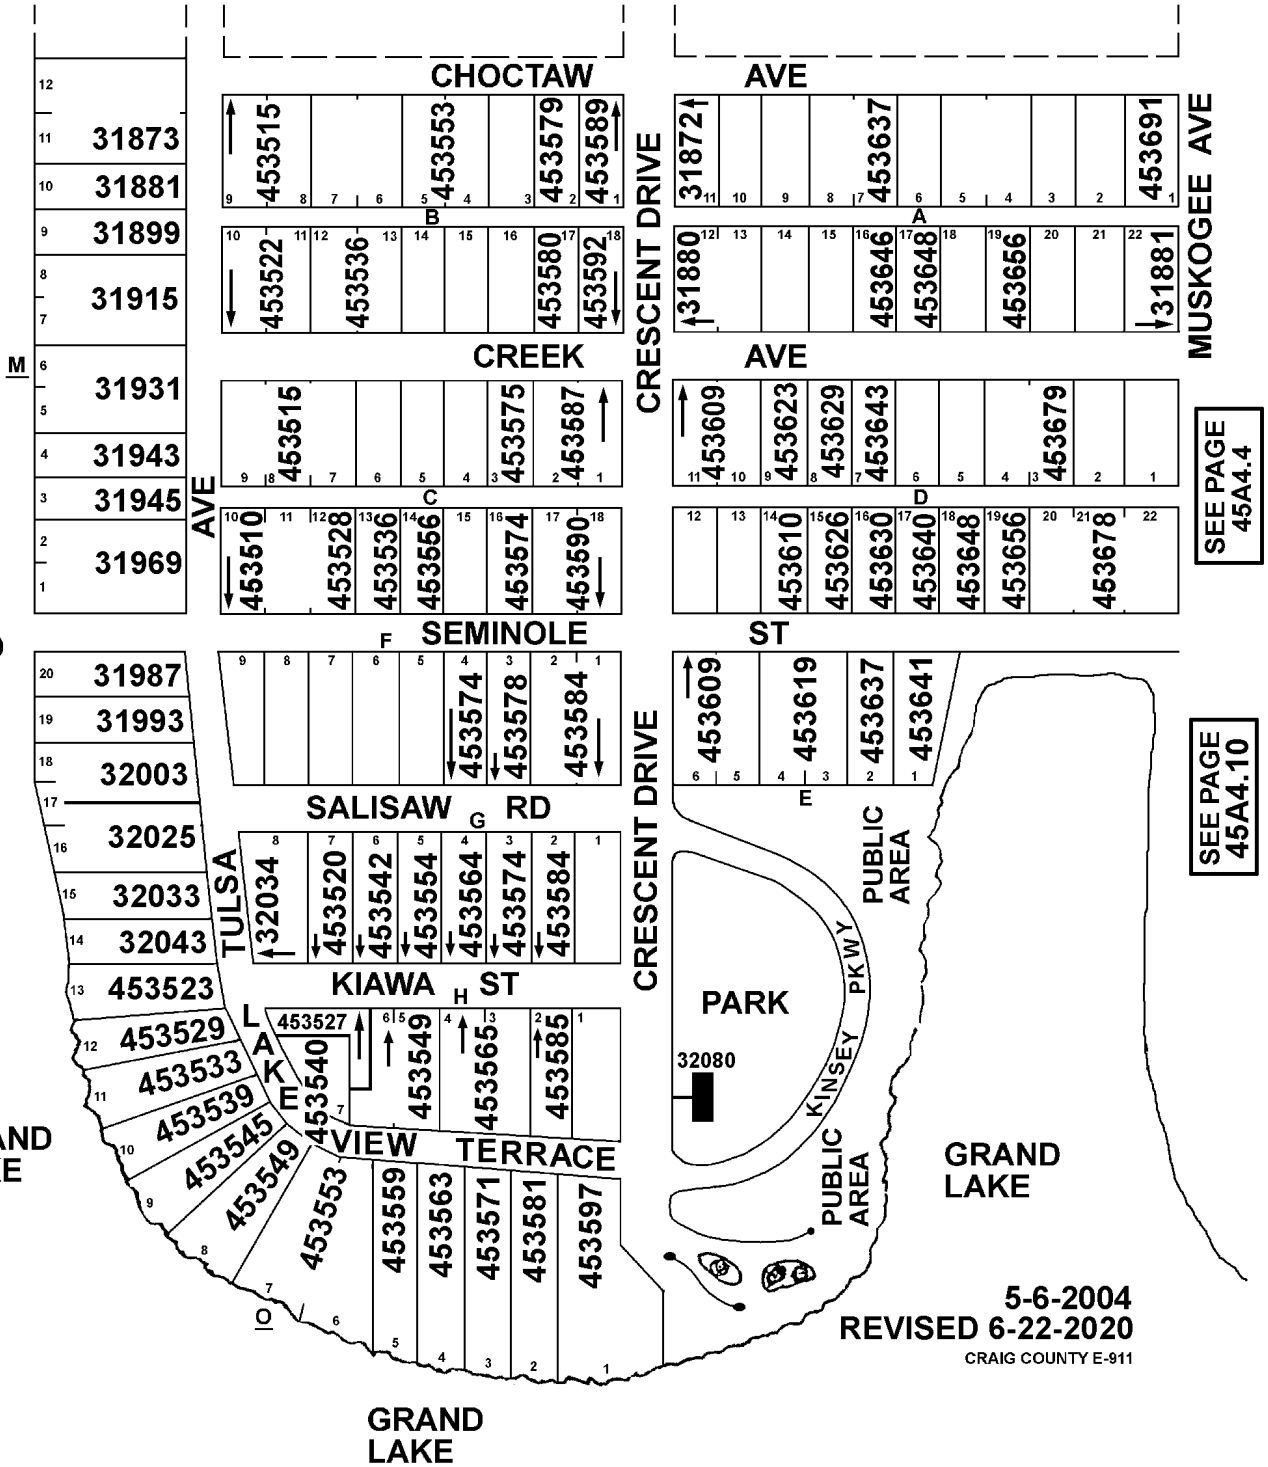 CHOCTAW AVE
12
11 31873
10 31881
9 31899
8
31915
7
M
6
31931
5
4 31943
3 31945
2
31969
1
453515 453553 453579 453589
9 8 7 6 5 4 3 2 1
B
10 11 12 13 14 15 16 17 18
453522 453536 453580 453592
CRESCENT DRIVE
31872 453637 453691
11 10 9 8 7 6 5 4 3 2 1
A
12 13 14 15 16 17 18 19 20 21 22
31880 453646 453648 453656 31881
MUSKOGEE AVE
CREEK AVE
453515 453575 453587
9 8 7 6 5 4 3 2 1
C
10 11 12 13 14 15 16 17 18
453510 453528 453536 453556 453574 453590
453609 453623 453629 453643 453679
11 10 9 8 7 6 5 4 3 2 1
D
12 13 14 15 16 17 18 19 20 21 22
453610 453626 453630 453640 453648 453656 453678
SEE PAGE
45A4.4
AVE
SEMINOLE ST
F
9 8 7 6 5 4 3 2 1
453574 453578 453584
453609 453619 453637 453641
6 5 4 3 2 1
E
SEE PAGE
45A4.10
20 31987
19 31993
18 32003
17
32025
16
15 32033
14 32043
13 453523
12 453529
11 453533
10 453539
9 453545
8 453549
7 453553
O
6
SALISAW RD
G
8 7 6 5 4 3 2 1
32034 453520 453542 453554 453564 453574 453584
TULSA
CRESCENT DRIVE
KIAWA ST
H
453527 6 5 4 3 2 1
453540 453549 453565 453585
7
LAKE VIEW TERRACE
453559 453563 453571 453581 453597
5 4 3 2 1
PUBLIC
AREA
KINSEY PKWY
PARK
32080
PUBLIC
AREA
GRAND
LAKE
AND
KE
GRAND
LAKE
5-6-2004
REVISED 6-22-2020
CRAIG COUNTY E-911